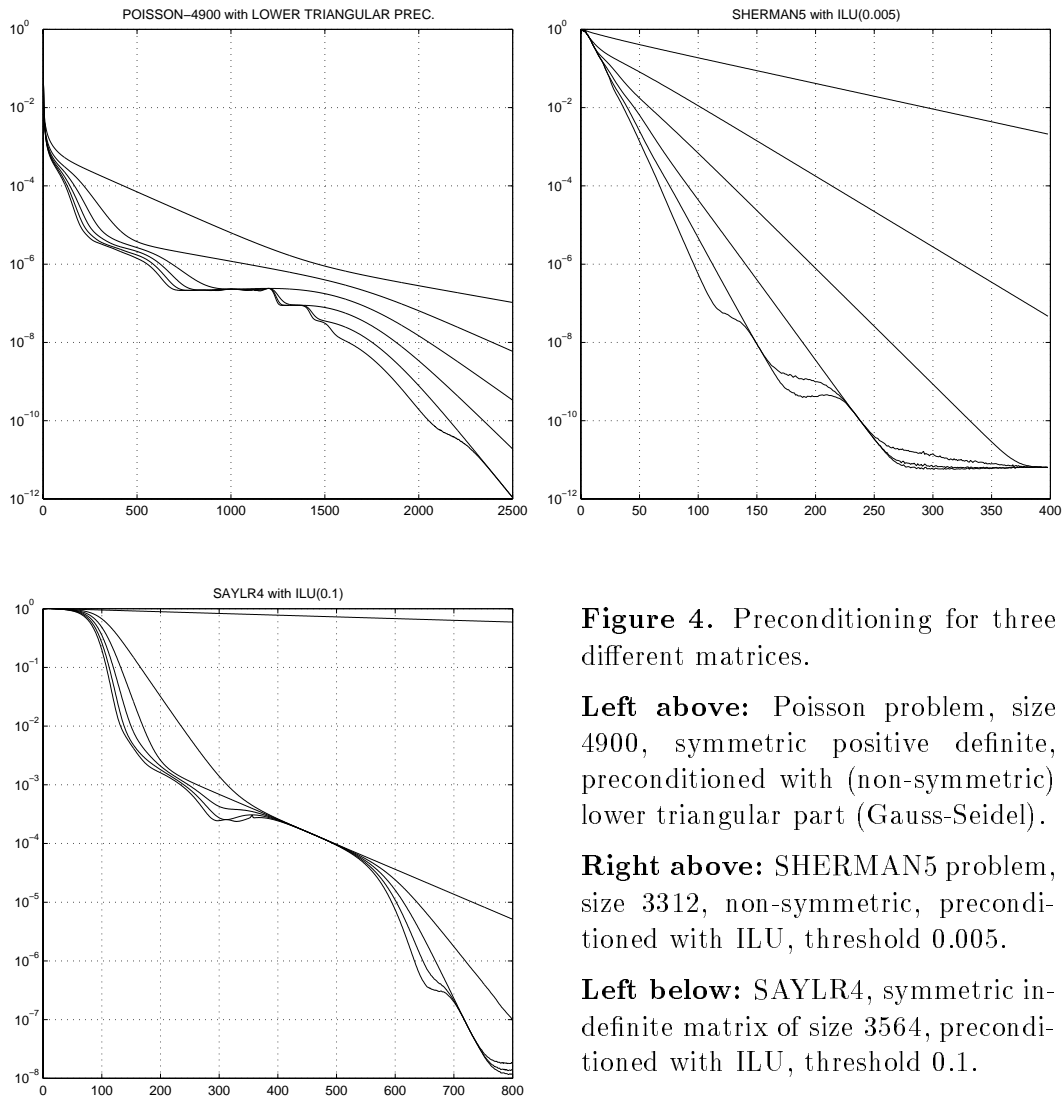 POISSON−4900 with LOWER TRIANGULAR PREC.
10^0
10^−2
10^−4
10^−6
10^−8
10^−10
10^−12
0 500 1000 1500 2000 2500
SHERMAN5 with ILU(0.005)
10^0
10^−2
10^−4
10^−6
10^−8
10^−10
10^−12
0 50 100 150 200 250 300 350 400
SAYLR4 with ILU(0.1)
10^0
10^−1
10^−2
10^−3
10^−4
10^−5
10^−6
10^−7
10^−8
0 100 200 300 400 500 600 700 800
Figure 4. Preconditioning for three
different matrices.
Left above: Poisson problem, size
4900, symmetric positive definite,
preconditioned with (non-symmetric)
lower triangular part (Gauss-Seidel).
Right above: SHERMAN5 problem,
size 3312, non-symmetric, precondi-
tioned with ILU, threshold 0.005.
Left below: SAYLR4, symmetric in-
definite matrix of size 3564, precondi-
tioned with ILU, threshold 0.1.